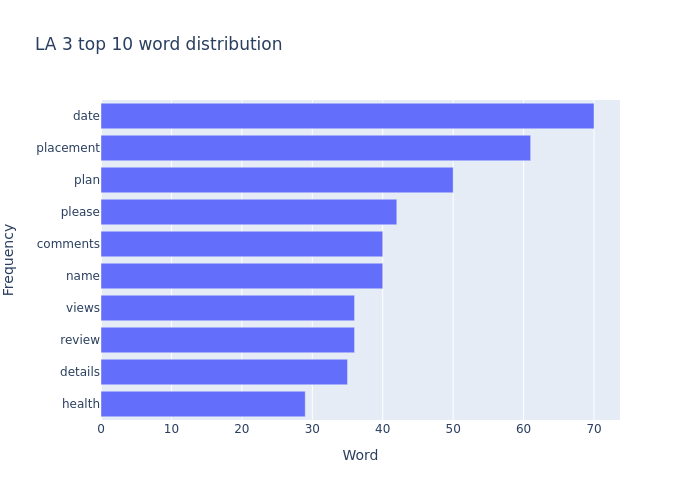 LA 3 top 10 word distribution
date
placement
plan
please
comments
name
views
review
details
health
Frequency
0 10 20 30 40 50 60 70
Word